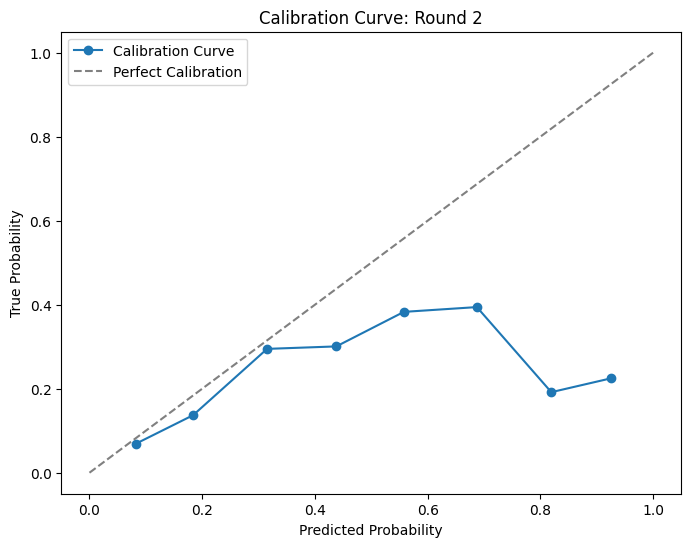 Calibration Curve: Round 2
Calibration Curve
Perfect Calibration
True Probability
1.0
0.8
0.6
0.4
0.2
0.0
0.0 0.2 0.4 0.6 0.8 1.0
Predicted Probability